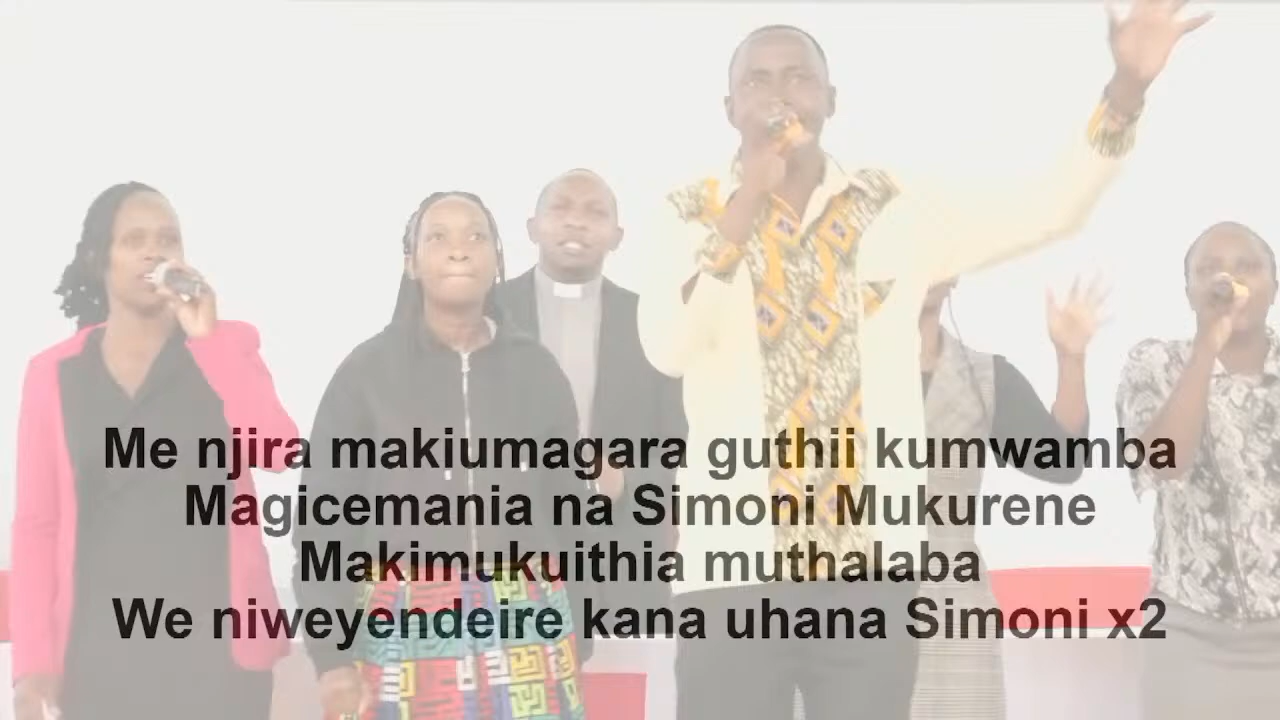 Me njira makiumagara guthii kumwamba
Magicemania na Simoni Mukurene
Makimukuithia muthalaba
We niweyendeire kana uhana Simoni x2